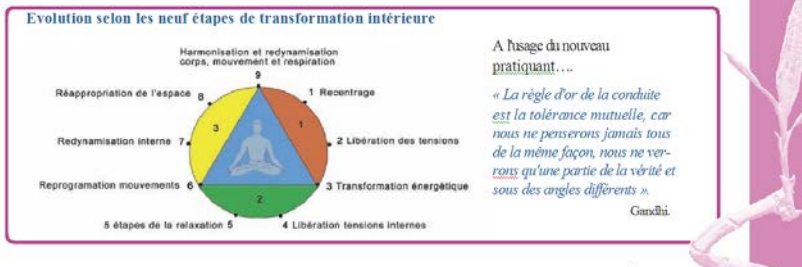 Evolution selon les neuf étapes de transformation intérieure
Harmonisation et redynamisation
corps, mouvement et respiration
9
Réappropriation de l'espace 8
1 Recentrage
3
1
Redynamisation interne 7
2 Libération des tensions
Reprogramation mouvements 6
3 Transformation énergétique
2
5 étapes de la relaxation 5
4 Libération tensions internes
A l'usage du nouveau
pratiquant….
« La règle d'or de la conduite
est la tolérance mutuelle, car
nous ne penserons jamais tous
de la même façon, nous ne ver-
rons qu'une partie de la vérité et
sous des angles différents ».
Gandhi.